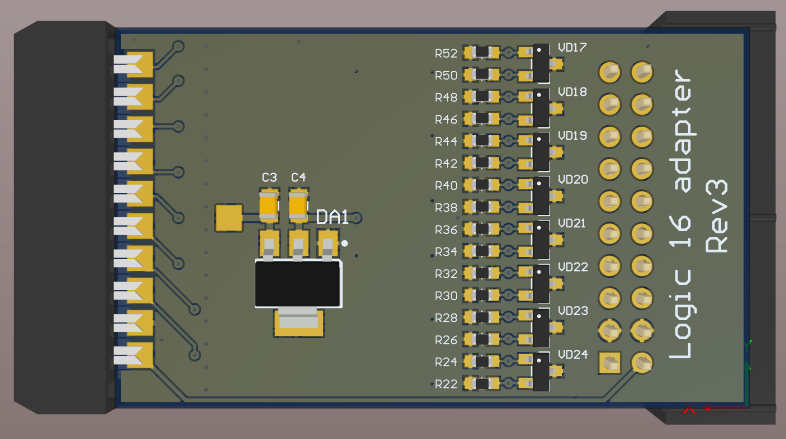 R52
VD17
R50
R48
VD18
R46
R44
VD19
R42
C3 C4
R40
VD20
R38
DA1
R36
VD21
R34
R32
VD22
R30
R28
VD23
R26
R24
VD24
R22
Logic 16 adapter
Rev3